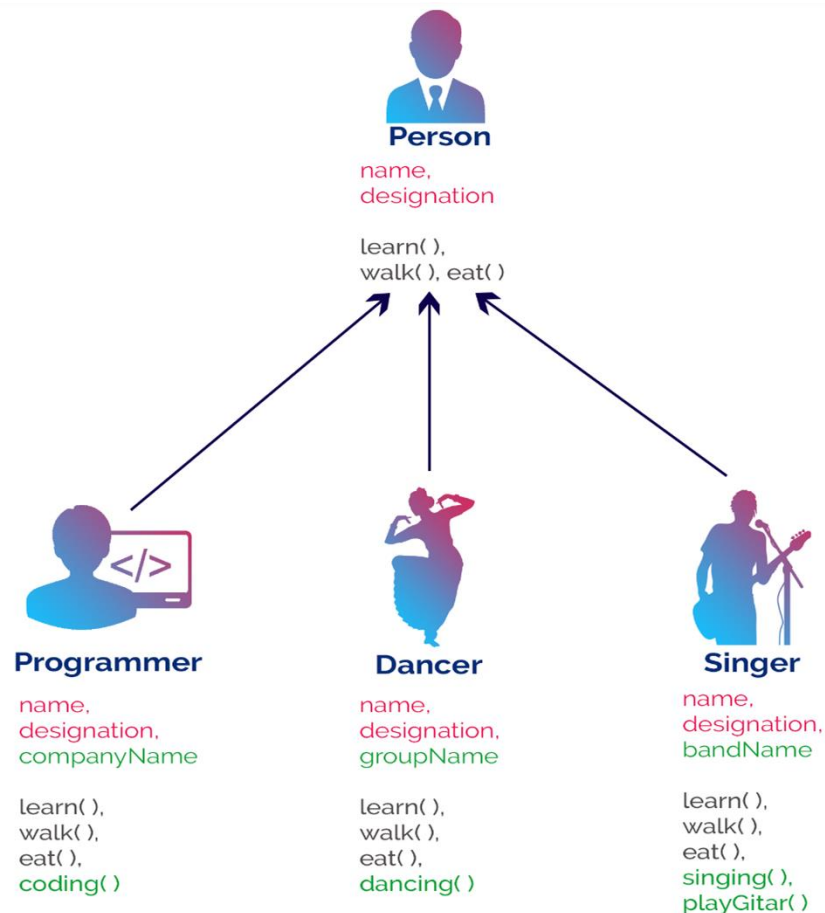 Person
name,
designation
learn( ),
walk( ), eat( )
</>
Programmer
name,
designation,
companyName
learn( ),
walk( ),
eat( ),
coding( )
Dancer
name,
designation,
groupName
learn( ),
walk( ),
eat( ),
dancing( )
Singer
name,
designation,
bandName
learn( ),
walk( ),
eat( ),
singing( ),
playGitar( )